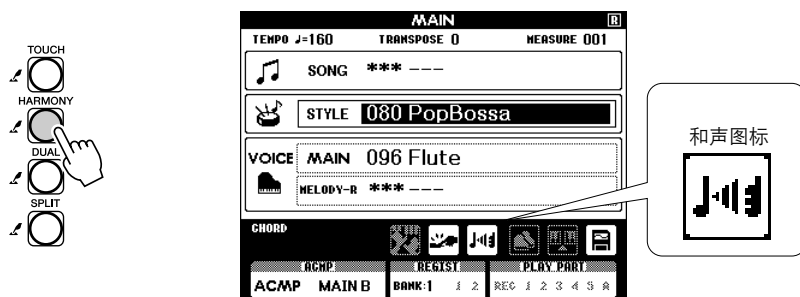 TOUCH
HARMONY
DUAL
SPLIT
MAIN R
TEMPO ♩=160 TRANSPOSE 0 MEASURE 001
SONG *** ---
STYLE 080 PopBossa
VOICE MAIN 096 Flute
MELODY-R *** ---
CHORD
ACMP REGIST PLAY PART
ACMP MAIN B BANK:1 1 2 REC 1 2 3 4 5 A
和声图标